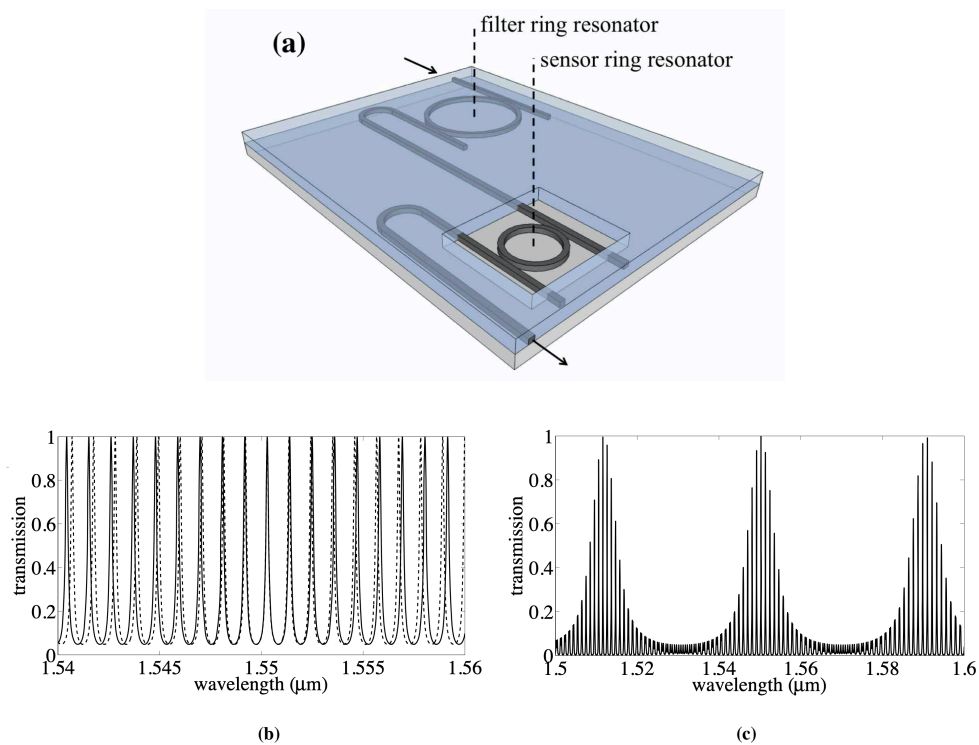 filter ring resonator
(a)
sensor ring resonator
1
0.8
0.6
0.4
0.2
0
transmission
1.54 1.545 1.55 1.555 1.56
wavelength (μm)
(b)
1
0.8
0.6
0.4
0.2
0
transmission
1.5 1.52 1.54 1.56 1.58 1.6
wavelength (μm)
(c)